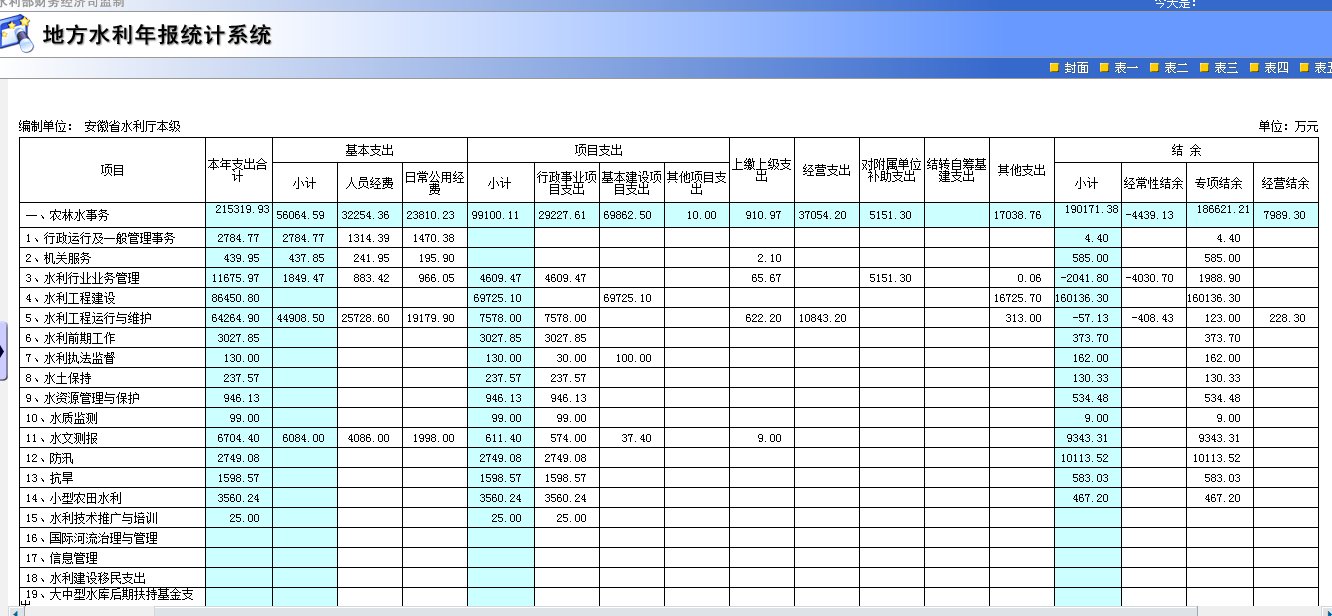 水利部财务经济司监制
今天是:
地方水利年报统计系统
封面 表一 表二 表三 表四 表五
编制单位: 安徽省水利厅本级 单位: 万元
项目 本年支出合计 基本支出 项目支出 上缴上级支出 经营支出 对附属单位补助支出 结转自筹基建支出 其他支出 结 余
小计 人员经费 日常公用经费 小计 行政事业项目支出 基本建设项目支出 其他项目支出 小计 经常性结余 专项结余 经营结余
一、农林水事务 215319.93 56064.59 32254.36 23810.23 99100.11 29227.61 69862.50 10.00 910.97 37054.20 5151.30 17038.76 190171.38 -4439.13 186621.21 7989.30
1、行政运行及一般管理事务 2784.77 2784.77 1314.39 1470.38 4.40 4.40
2、机关服务 439.95 437.85 241.95 195.90 2.10 585.00 585.00
3、水利行业业务管理 11675.97 1849.47 883.42 966.05 4609.47 4609.47 65.67 5151.30 0.06 -2041.80 -4030.70 1988.90
4、水利工程建设 86450.80 69725.10 69725.10 16725.70 160136.30 160136.30
5、水利工程运行与维护 64264.90 44908.50 25728.60 19179.90 7578.00 7578.00 622.20 10843.20 313.00 -57.13 -408.43 123.00 228.30
6、水利前期工作 3027.85 3027.85 3027.85 373.70 373.70
7、水利执法监督 130.00 130.00 30.00 100.00 162.00 162.00
8、水土保持 237.57 237.57 237.57 130.33 130.33
9、水资源管理与保护 946.13 946.13 946.13 534.48 534.48
10、水质监测 99.00 99.00 99.00 9.00 9.00
11、水文测报 6704.40 6084.00 4086.00 1998.00 611.40 574.00 37.40 9.00 9343.31 9343.31
12、防汛 2749.08 2749.08 2749.08 10113.52 10113.52
13、抗旱 1598.57 1598.57 1598.57 583.03 583.03
14、小型农田水利 3560.24 3560.24 3560.24 467.20 467.20
15、水利技术推广与培训 25.00 25.00 25.00
16、国际河流治理与管理
17、信息管理
18、水利建设移民支出
19、大中型水库后期扶持基金支出